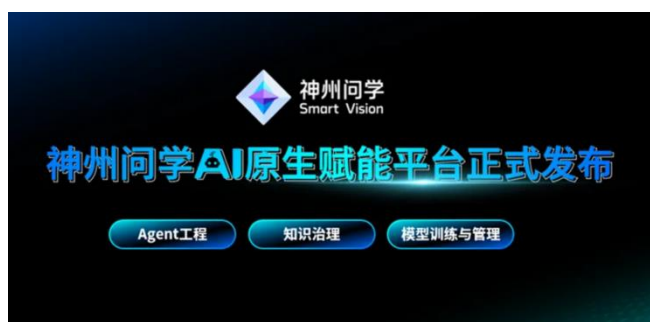 神州问学
Smart Vision
神州问学AI原生赋能平台正式发布
Agent工程
知识治理
模型训练与管理